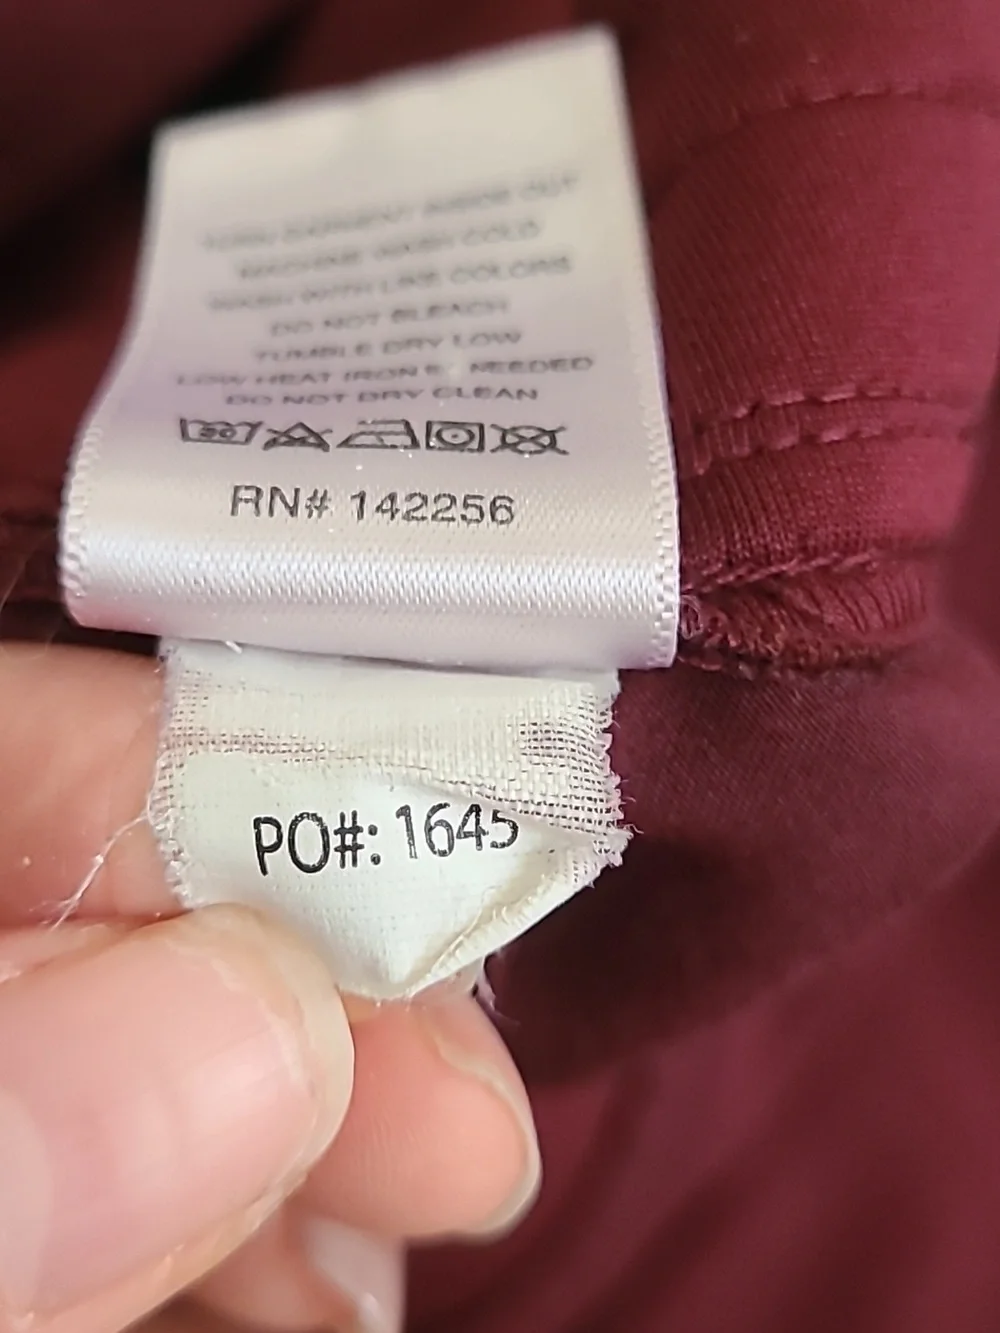 TURN GARMENT INSIDE OUT
MACHINE WASH COLD
WASH WITH LIKE COLORS
DO NOT BLEACH
TUMBLE DRY LOW
LOW HEAT IRON NEEDED
DO NOT DRY CLEAN
RN# 142256
PO#: 1645